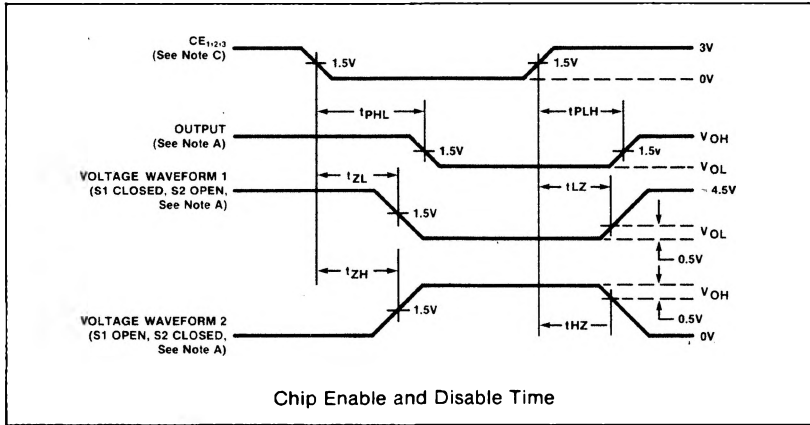 CE1,2,3
(See Note C)
1.5V
1.5V
3V
0V
tPHL
tPLH
OUTPUT
(See Note A)
1.5V
1.5v
VOH
VOL
VOLTAGE WAVEFORM 1
(S1 CLOSED, S2 OPEN,
See Note A)
tZL
tLZ
4.5V
1.5V
VOL
0.5V
tZH
VOH
1.5V
0.5V
VOLTAGE WAVEFORM 2
(S1 OPEN, S2 CLOSED,
See Note A)
tHZ
0V
Chip Enable and Disable Time